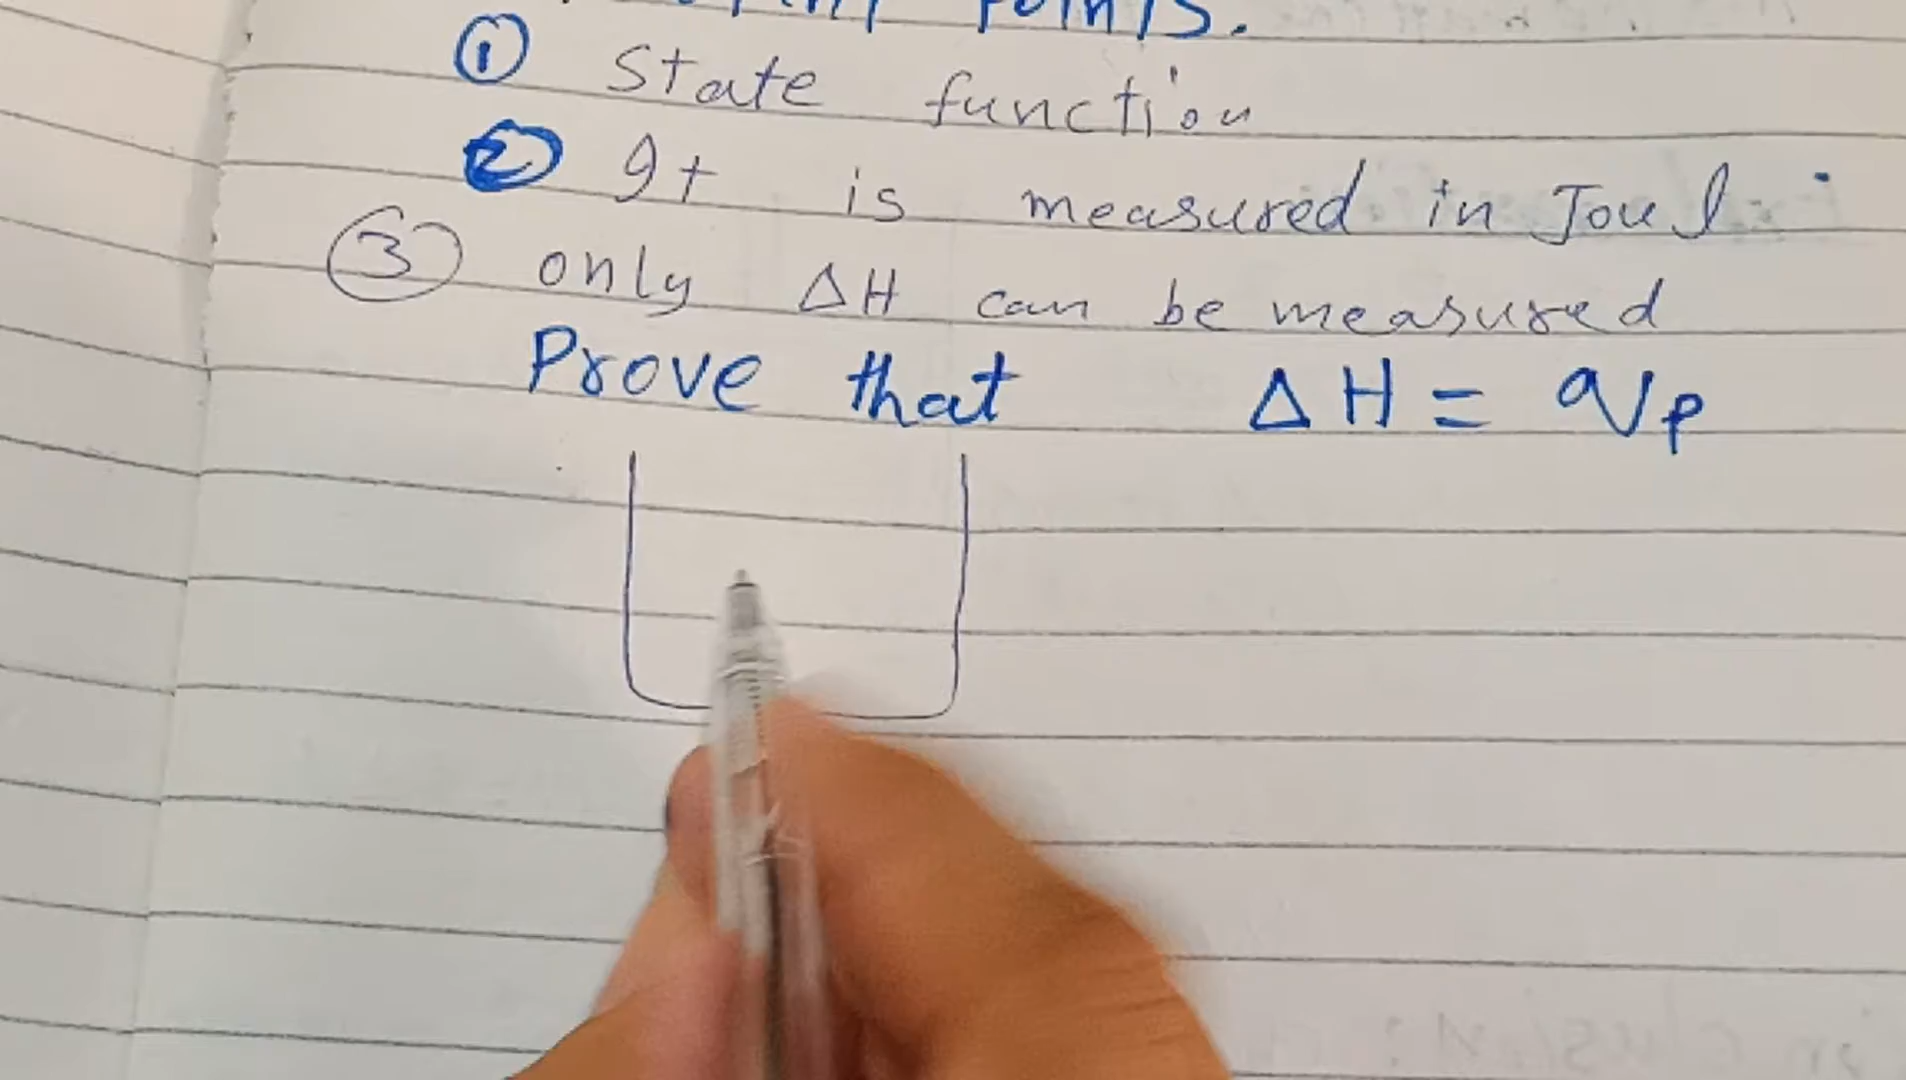 Points.
① State function
② It is measured in Joul
③ only ΔH can be measured
Prove that ΔH = qp